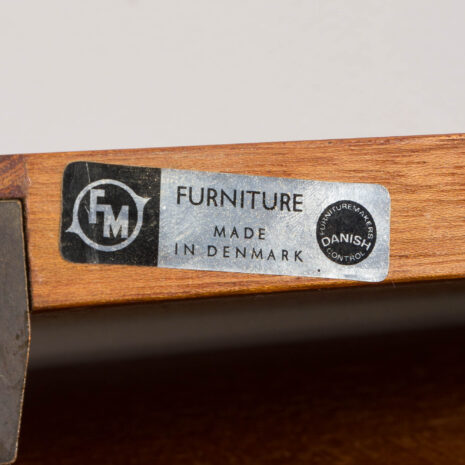 FM
FURNITURE
MADE
IN DENMARK
FURNITUREMAKERS
DANISH
CONTROL